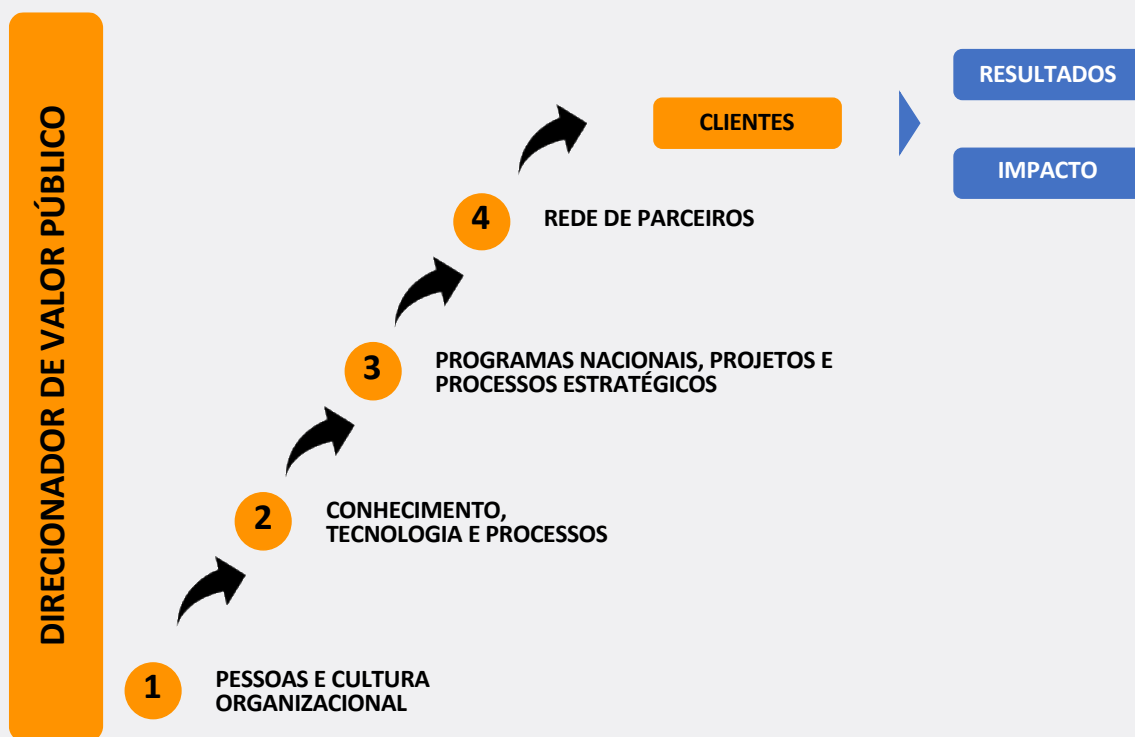 DIRECIONADOR DE VALOR PÚBLICO
RESULTADOS
CLIENTES
IMPACTO
4
REDE DE PARCEIROS
3
PROGRAMAS NACIONAIS, PROJETOS E
PROCESSOS ESTRATÉGICOS
2
CONHECIMENTO,
TECNOLOGIA E PROCESSOS
1
PESSOAS E CULTURA
ORGANIZACIONAL